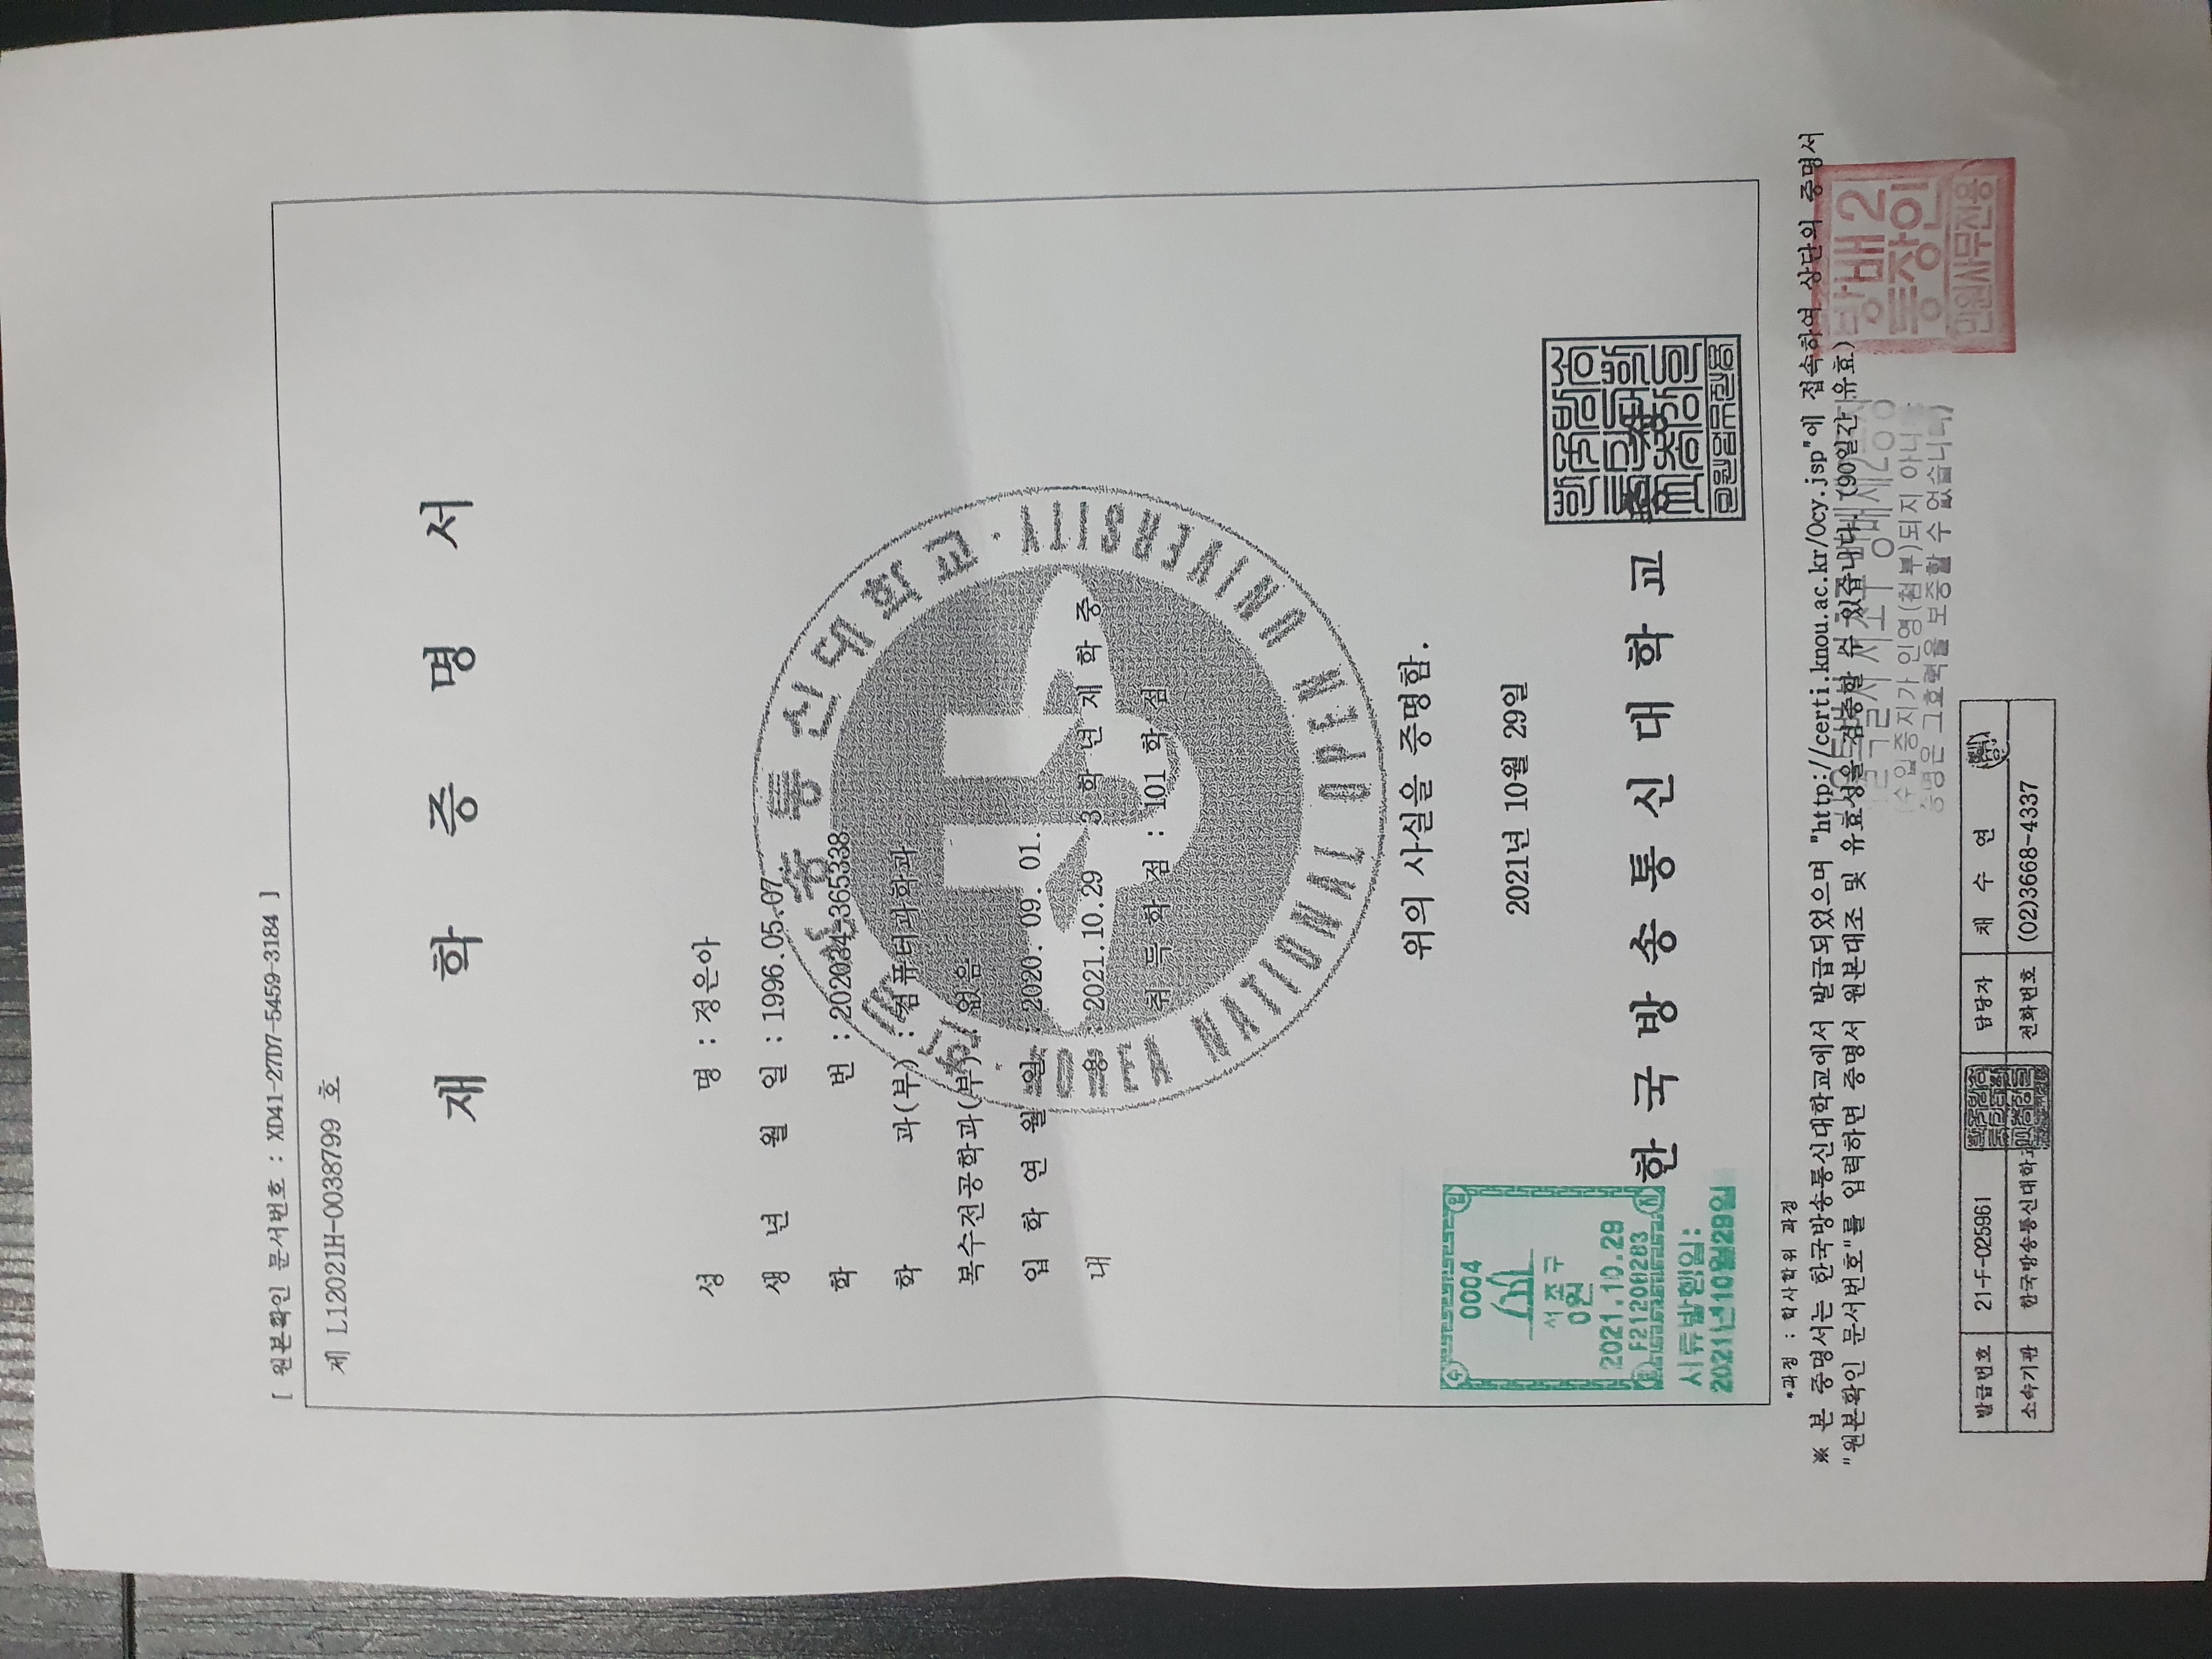 [ 원본확인 문서번호 : XD41-27D7-5459-3184 ]
제 L12021H-0038799 호
재 학 증 명 서
성 명 : 정은아
생 년 월 일 : 1996.05.07.
학 번 : 202034-365338
학 과(부) : 컴퓨터과학과
복수전공학과(부) : 없음
입 학 연 월 일 : 2020. 09. 01.
내 용 : 2021.10.29 3 학 년 재 학 중
취 득 학 점 : 101 학 점
한국방송통신대학교 · KOREA NATIONAL OPEN UNIVERSITY ·
위의 사실을 증명함.
2021년 10월 29일
수 입
0004
서초구
0원
2021.10.29
증 지
서류발행일:
2021년10월29일
한 국 방 송 통 신 대 학 교 총 장
한국방송
통신대학
교총장의
민원업무전용
*과정 : 학사학위 과정
※ 본 증명서는 한국방송통신대학교에서 발급되었으며 "http://certi.knou.ac.kr/Ocy.jsp"에 접속하여 상단의 증명서
"원본확인 문서번호"를 입력하면 증명서 원본대조 및 유효성을 검증할 수 있습니다. (90일간 유효)
서울특별시 서초구 방배제2동장
(수입증지가 인영(첨부)되지 아니한
증명은 그효력을 보증할 수 없습니다)
방배2
동장인
민원사무전용
발급번호 21-F-025961 담당자 채 수 연
소속기관 한국방송통신대학교 전화번호 (02)3668-4337